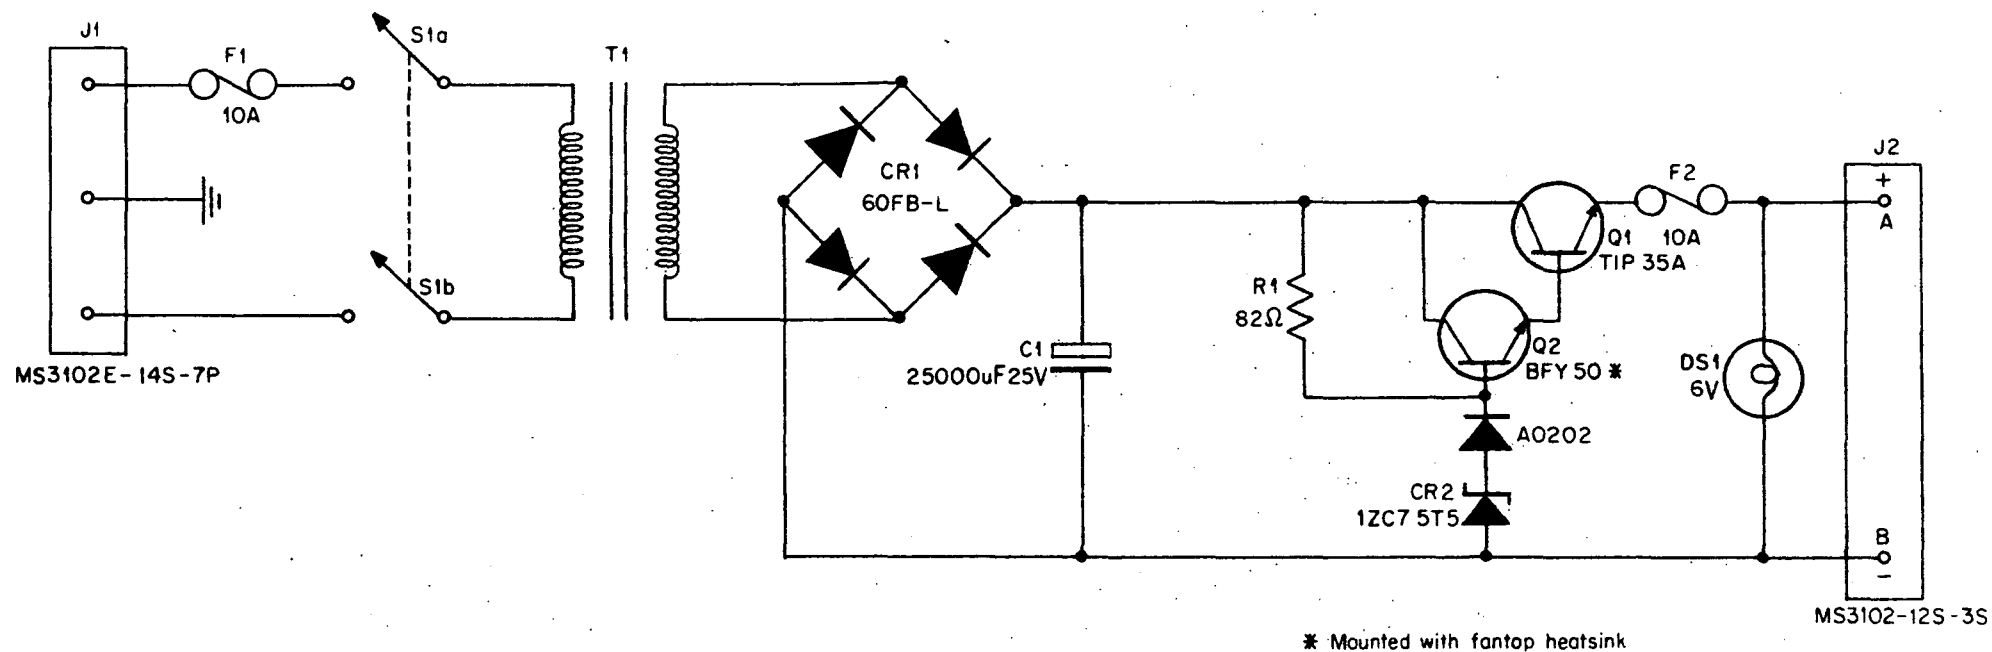 J1
F1
10A
S1a
S1b
T1
MS3102E-14S-7P
CR1
60FB-L
C1
25000uF25V
R1
82Ω
Q1
TIP 35A
F2
10A
Q2
BFY 50 *
A0202
CR2
1ZC7 5T5
DS1
6V
J2
+
A
B
-
MS3102-12S-3S
* Mounted with fantop heatsink